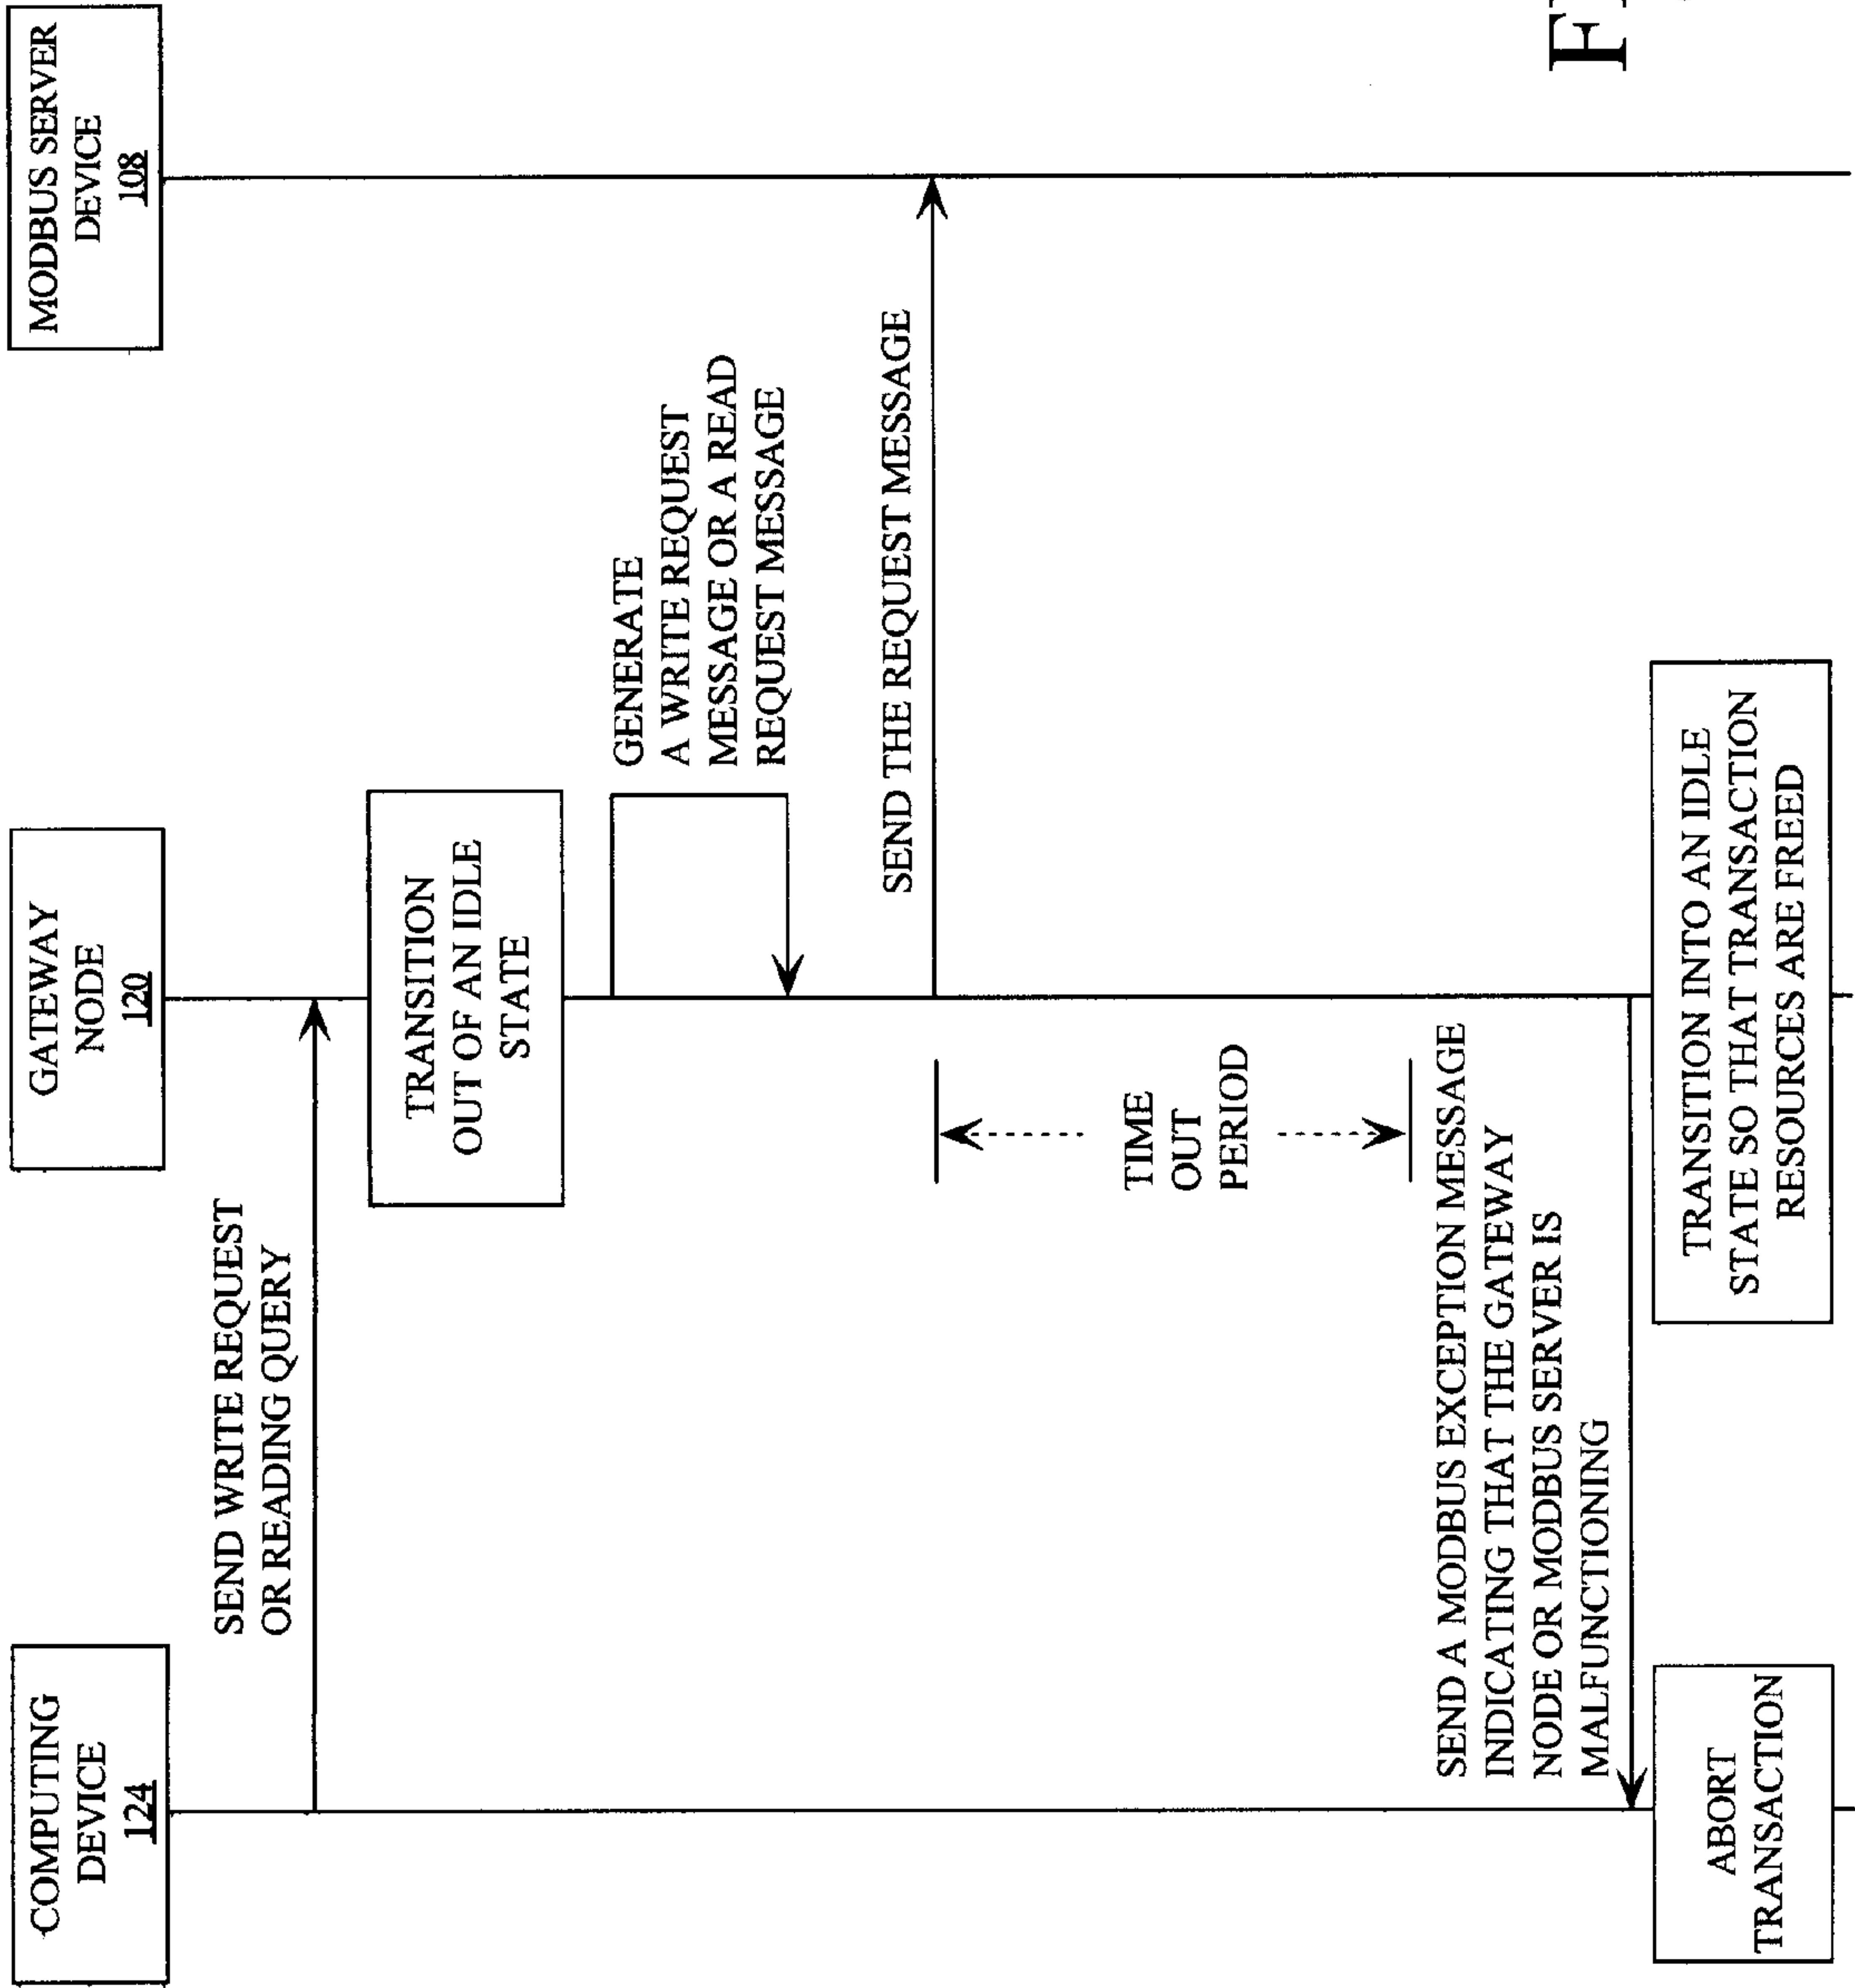 COMPUTING
DEVICE
124
GATEWAY
NODE
120
MODBUS SERVER
DEVICE
108
SEND WRITE REQUEST
OR READING QUERY
TRANSITION
OUT OF AN IDLE
STATE
GENERATE
A WRITE REQUEST
MESSAGE OR A READ
REQUEST MESSAGE
SEND THE REQUEST MESSAGE
TIME
OUT
PERIOD
SEND A MODBUS EXCEPTION MESSAGE
INDICATING THAT THE GATEWAY
NODE OR MODBUS SERVER IS
MALFUNCTIONING
ABORT
TRANSACTION
TRANSITION INTO AN IDLE
STATE SO THAT TRANSACTION
RESOURCES ARE FREED